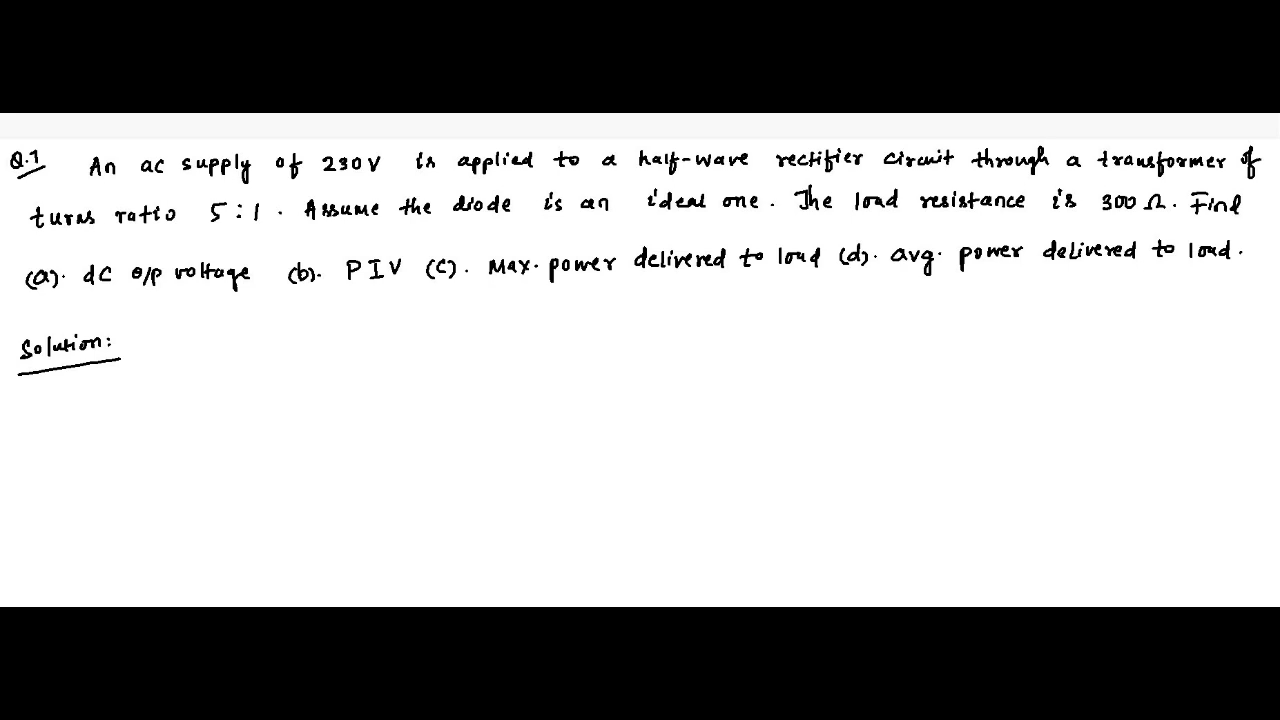 Q.1 An ac supply of 230V is applied to a half-wave rectifier circuit through a transformer of
turns ratio 5:1. Assume the diode is an ideal one. The load resistance is 300 Ω. Find
(a). dC o/p voltage (b). PIV (c). Max. power delivered to load (d). avg. power delivered to load.
Solution: